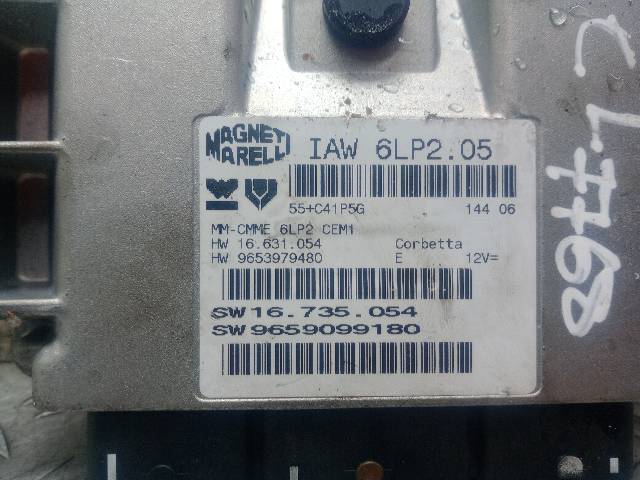 MAGNETI MARELLI
IAW 6LP2.05
55+C41P5G 144 06
MM-CMME 6LP2 CEM1
HW 16.631.054 Corbetta
HW 9653979480 E 12V=
SW 16.735.054
SW 9659099180